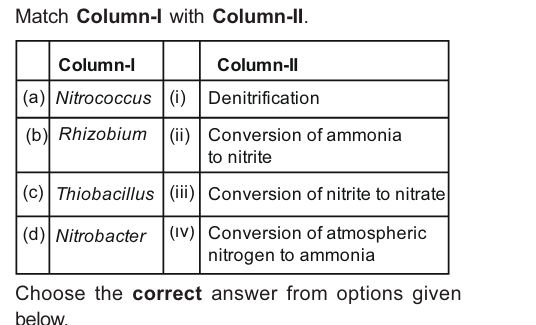 Match Column-I with Column-II.
Column-I Column-II
(a) Nitrococcus (i) Denitrification
(b) Rhizobium (ii) Conversion of ammonia
to nitrite
(c) Thiobacillus (iii) Conversion of nitrite to nitrate
(d) Nitrobacter (iv) Conversion of atmospheric
nitrogen to ammonia
Choose the correct answer from options given
below.